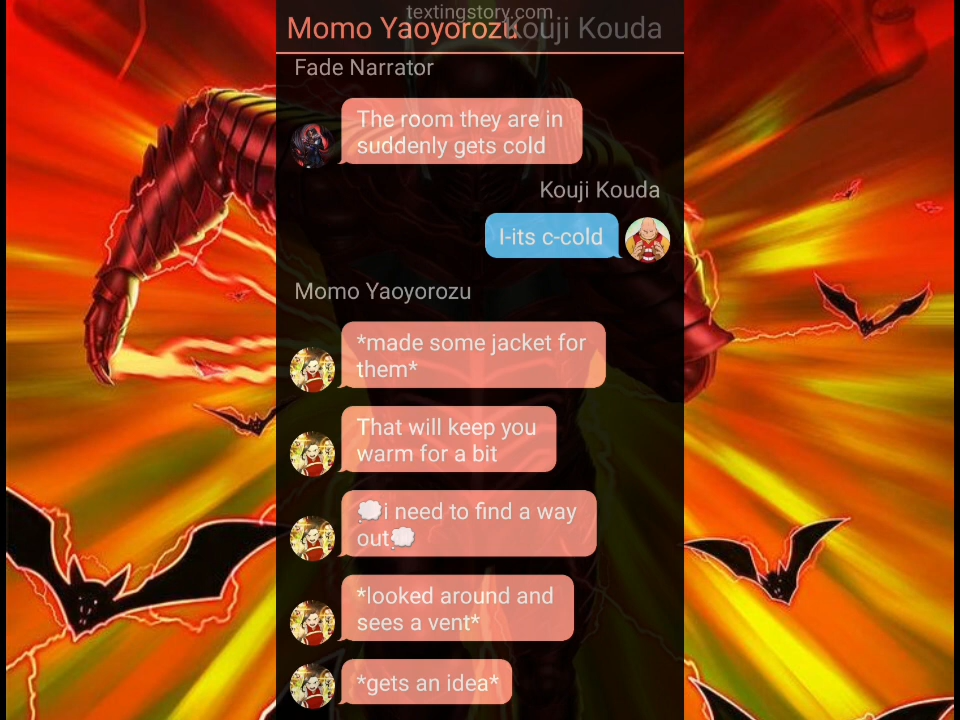 textingstory.com
Momo Yaoyorozu Kouji Kouda
Fade Narrator
The room they are in
suddenly gets cold
Kouji Kouda
I-its c-cold
Momo Yaoyorozu
*made some jacket for
them*
That will keep you
warm for a bit
💭i need to find a way
out💭
*looked around and
sees a vent*
*gets an idea*